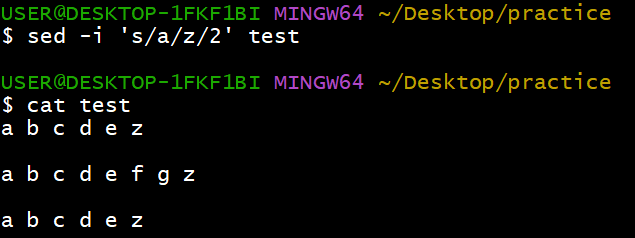 USER@DESKTOP-1FKF1BI MINGW64 ~/Desktop/practice
$ sed -i 's/a/z/2' test
USER@DESKTOP-1FKF1BI MINGW64 ~/Desktop/practice
$ cat test
a b c d e z
a b c d e f g z
a b c d e z